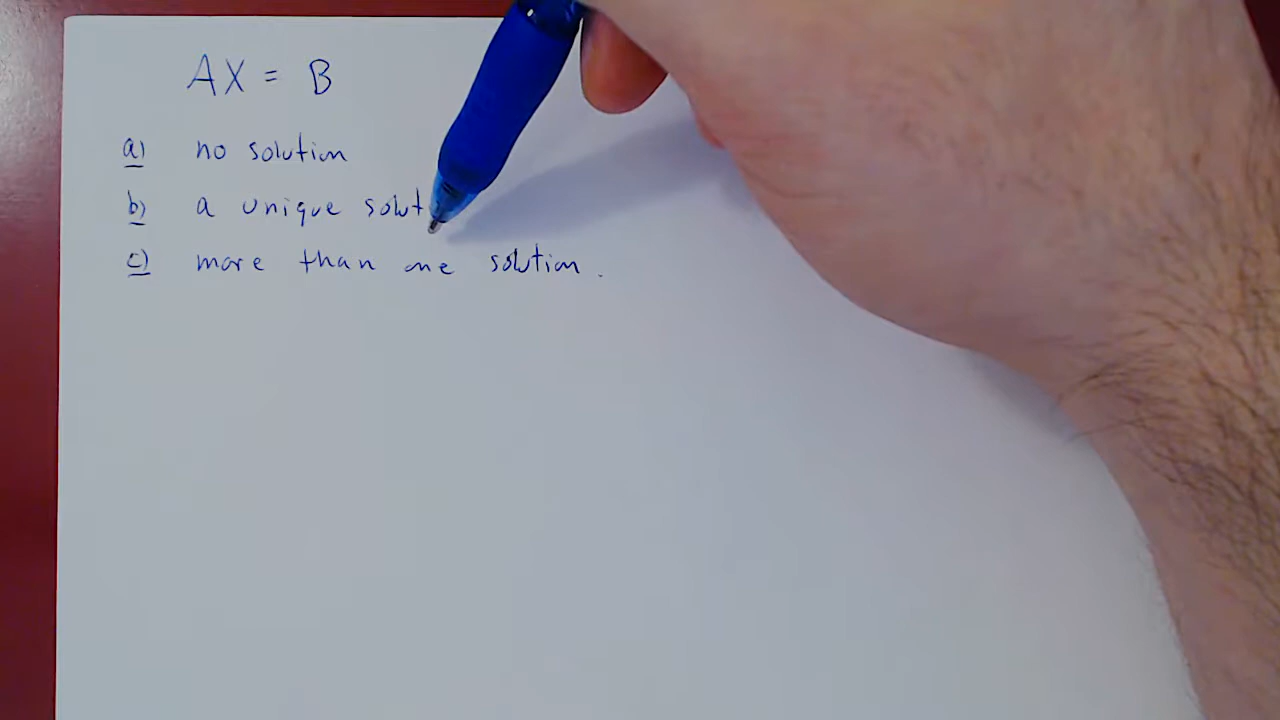 AX = B
a) no solution
b) a unique solut
c) more than one solution.